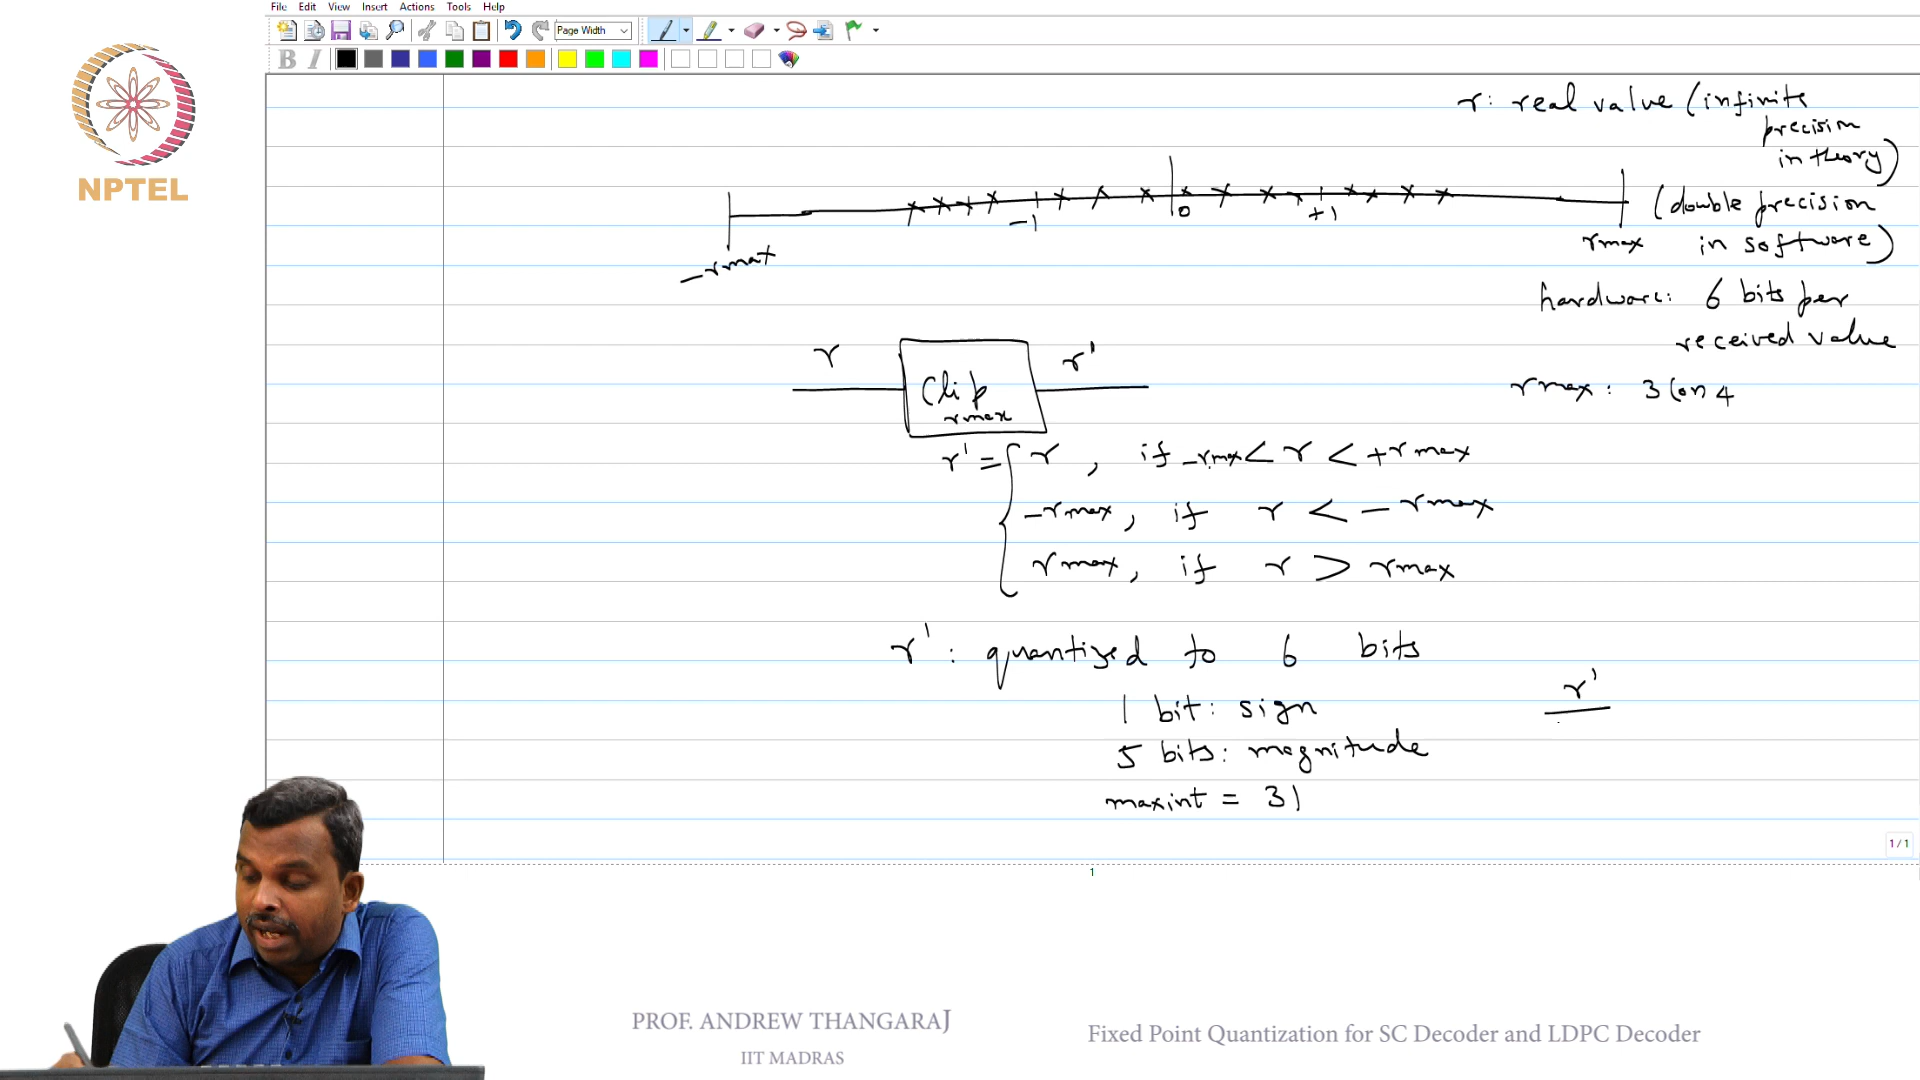 File Edit View Insert Actions Tools Help
Page Width
B I
NPTEL
r: real value (infinite
precision
in theory)
-rmax -1 0 +1 rmax
(double precision
in software)
hardware: 6 bits per
received value
rmax: 3 (or) 4
r Clip rmax r'
r' = { r, if -rmax < r < +rmax
-rmax, if r < - rmax
rmax, if r > rmax
r': quantized to 6 bits
1 bit: sign
5 bits: magnitude
maxint = 31
r'
1 / 1
1
PROF. ANDREW THANGARAJ
IIT MADRAS
Fixed Point Quantization for SC Decoder and LDPC Decoder